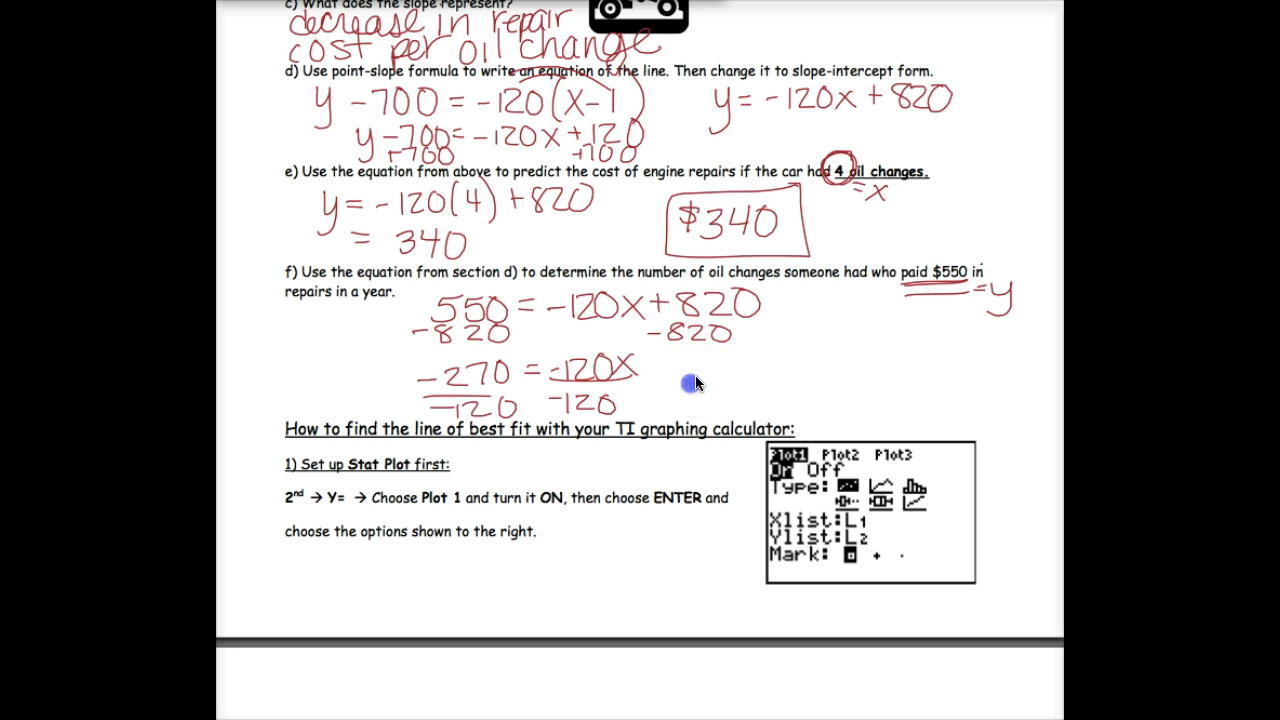 c) What does the slope represent?
decrease in repair
cost per oil change
d) Use point-slope formula to write an equation of the line. Then change it to slope-intercept form.
y - 700 = -120(x - 1)
y = -120x + 820
y - 700 = -120x + 120
+700 +700
e) Use the equation from above to predict the cost of engine repairs if the car had 4 oil changes.
= x
y = -120(4) + 820
= 340
$340
f) Use the equation from section d) to determine the number of oil changes someone had who paid $550 in
repairs in a year.
= y
550 = -120x + 820
-820 -820
-270 = -120x
-120 -120
How to find the line of best fit with your TI graphing calculator:
1) Set up Stat Plot first:
2nd → Y= → Choose Plot 1 and turn it ON, then choose ENTER and
choose the options shown to the right.
Plot1 Plot2 Plot3
On Off
Type:
Xlist:L1
Ylist:L2
Mark: + ·